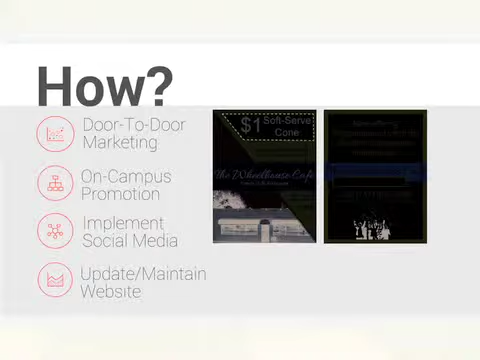 How?
Door-To-Door
Marketing
On-Campus
Promotion
Implement
Social Media
Update/Maintain
Website
$1 Soft-Serve
Cone
The Wheelhouse Cafe